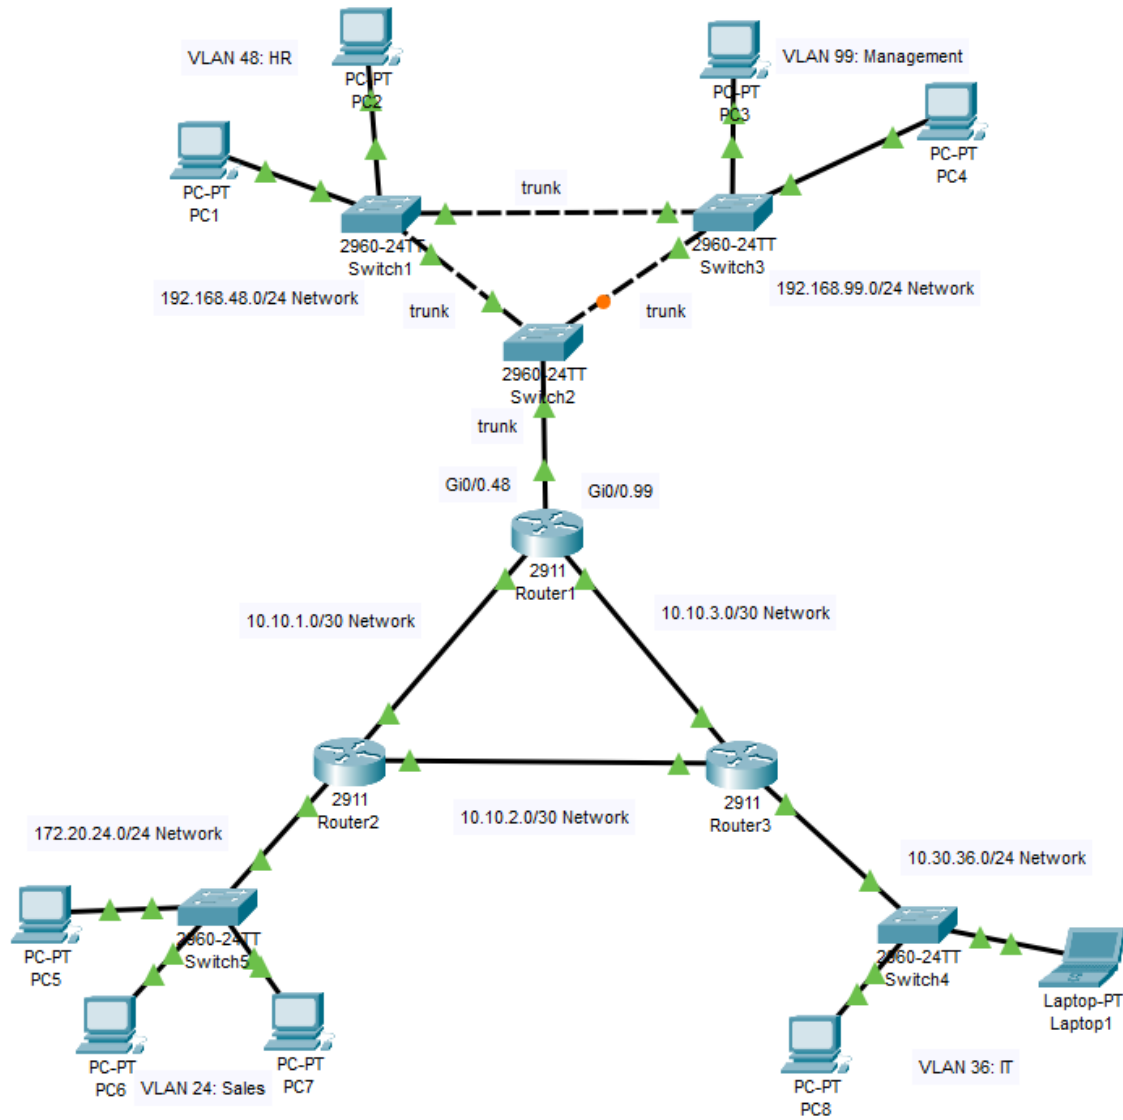 VLAN 48: HR
PC-PT
PC2
PC-PT
PC3
VLAN 99: Management
PC-PT
PC1
PC-PT
PC4
trunk
2960-24TT
Switch1
2960-24TT
Switch3
192.168.48.0/24 Network
192.168.99.0/24 Network
trunk
trunk
2960-24TT
Switch2
trunk
Gi0/0.48
Gi0/0.99
2911
Router1
10.10.1.0/30 Network
10.10.3.0/30 Network
2911
Router2
2911
Router3
10.10.2.0/30 Network
172.20.24.0/24 Network
10.30.36.0/24 Network
2960-24TT
Switch5
2960-24TT
Switch4
PC-PT
PC5
Laptop-PT
Laptop1
PC-PT
PC6
VLAN 24: Sales
PC-PT
PC7
PC-PT
PC8
VLAN 36: IT